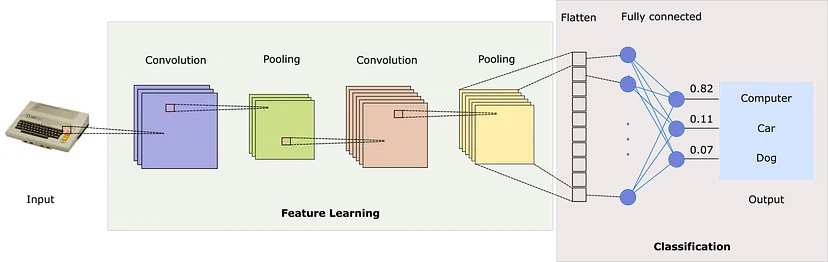 Flatten
Fully connected
Convolution
Pooling
Convolution
Pooling
0.82
Computer
0.11
Car
0.07
Dog
Input
Output
Feature Learning
Classification